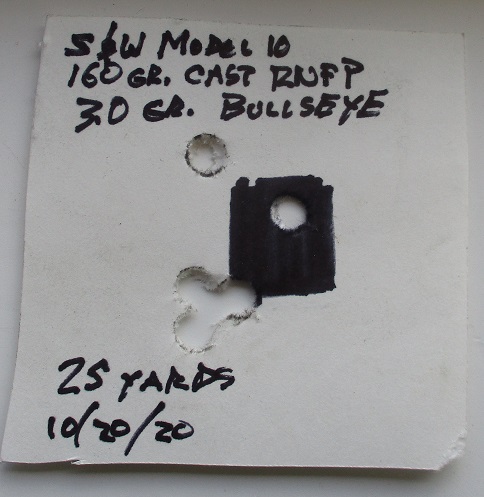 S&W MODEL 10
160 GR. CAST RNFP
3.0 GR. BULLSEYE
25 YARDS
10/20/20